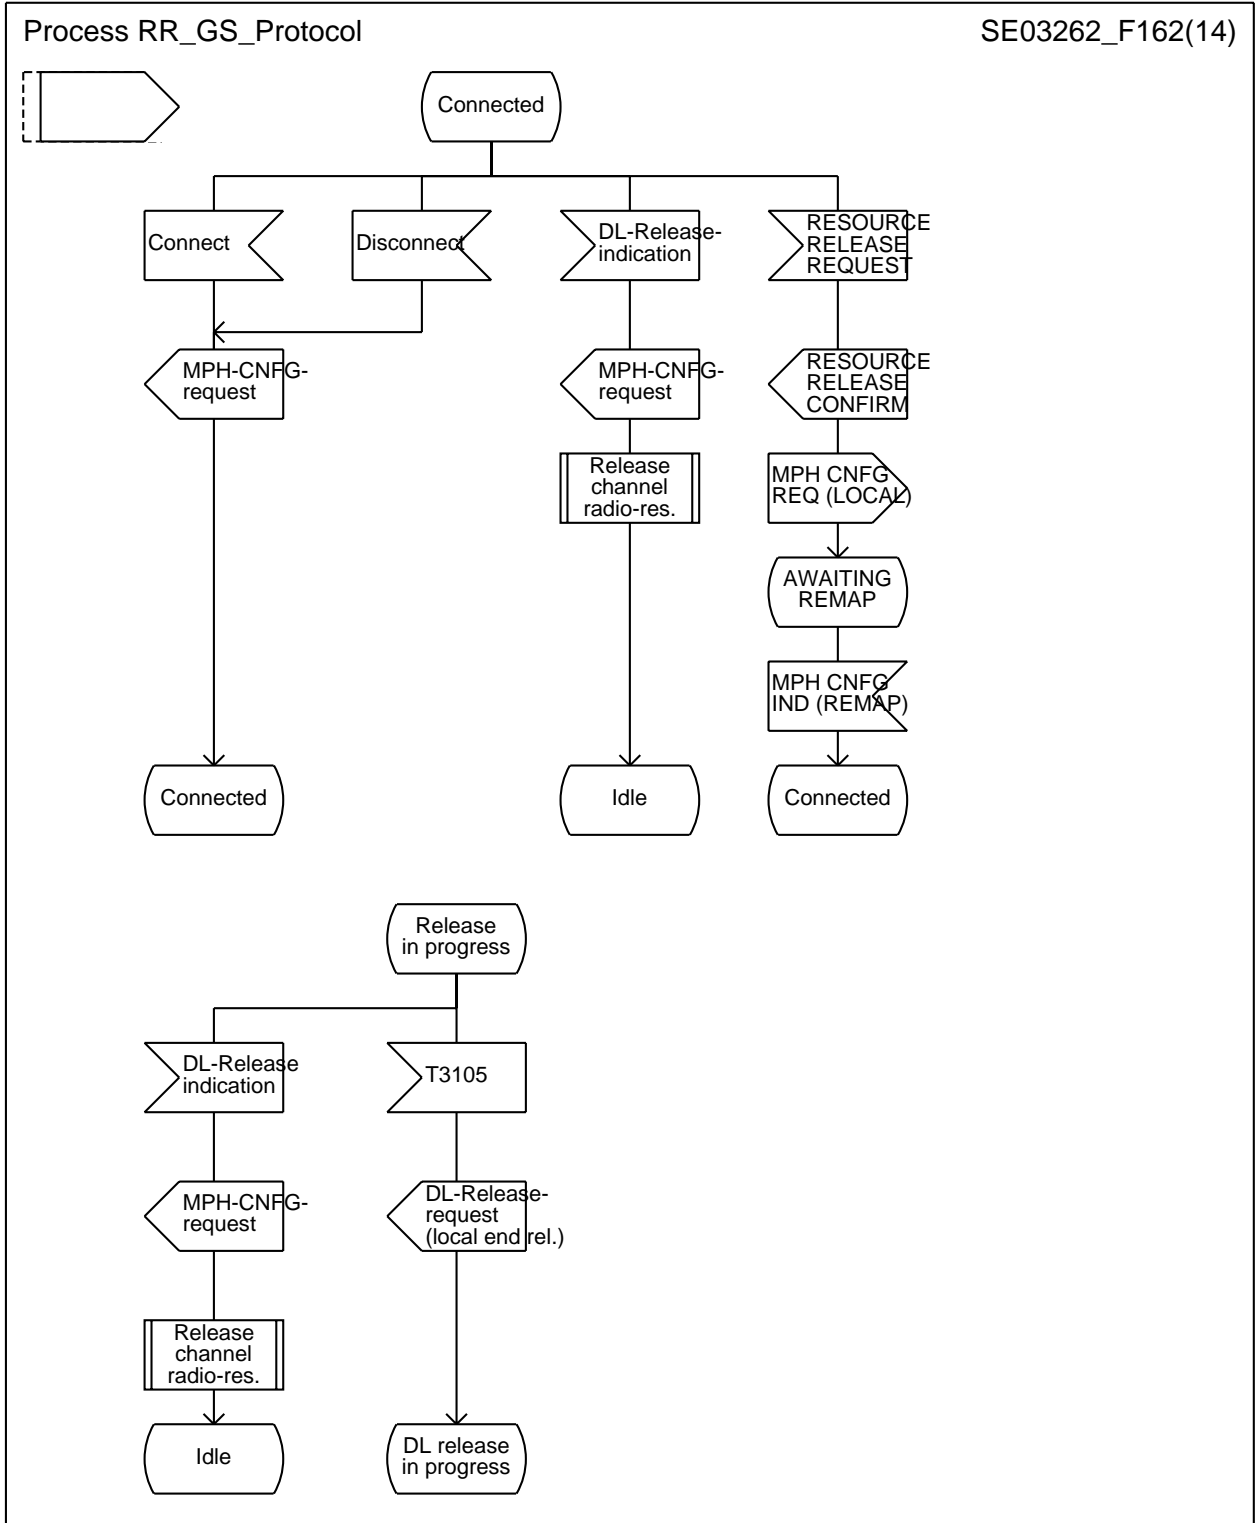 Process RR_GS_Protocol
SE03262_F162(14)
Connected
Connect
Disconnect
DL-Release-
indication
RESOURCE
RELEASE
REQUEST
MPH-CNFG-
request
MPH-CNFG-
request
RESOURCE
RELEASE
CONFIRM
Release
channel
radio-res.
MPH CNFG
REQ (LOCAL)
AWAITING
REMAP
MPH CNFG
IND (REMAP)
Connected
Idle
Connected
Release
in progress
DL-Release
indication
T3105
MPH-CNFG-
request
DL-Release-
request
(local end rel.)
Release
channel
radio-res.
Idle
DL release
in progress